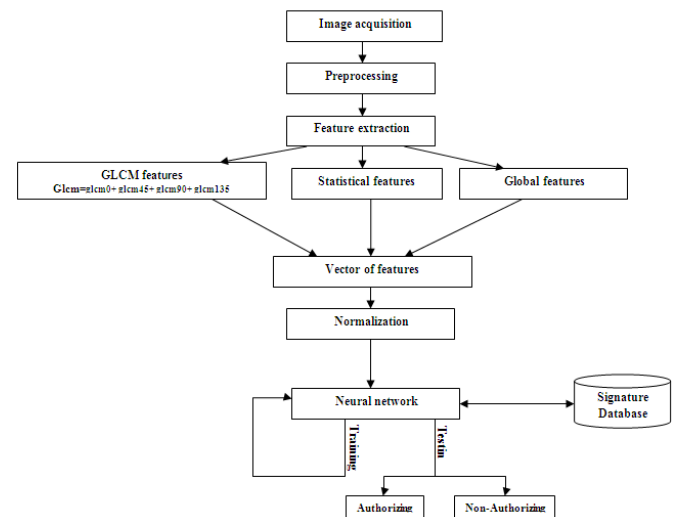 Image acquisition
Preprocessing
Feature extraction
GLCM features
Glcm=glcm0+ glcm45+ glcm90+ glcm135
Statistical features
Global features
Vector of features
Normalization
Neural network
Signature
Database
Training
Testin
Authorizing
Non-Authorizing